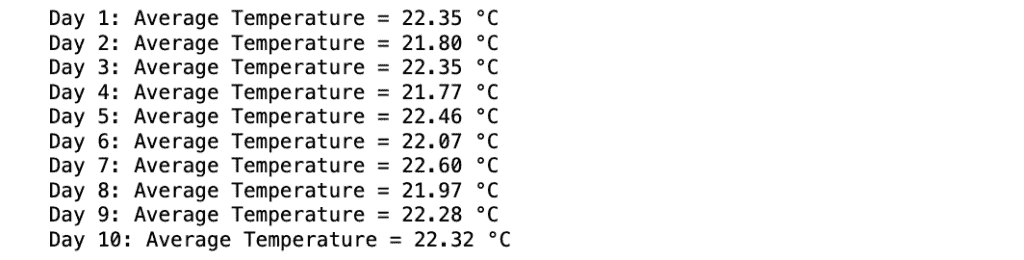 Day 1: Average Temperature = 22.35 °C
Day 2: Average Temperature = 21.80 °C
Day 3: Average Temperature = 22.35 °C
Day 4: Average Temperature = 21.77 °C
Day 5: Average Temperature = 22.46 °C
Day 6: Average Temperature = 22.07 °C
Day 7: Average Temperature = 22.60 °C
Day 8: Average Temperature = 21.97 °C
Day 9: Average Temperature = 22.28 °C
Day 10: Average Temperature = 22.32 °C